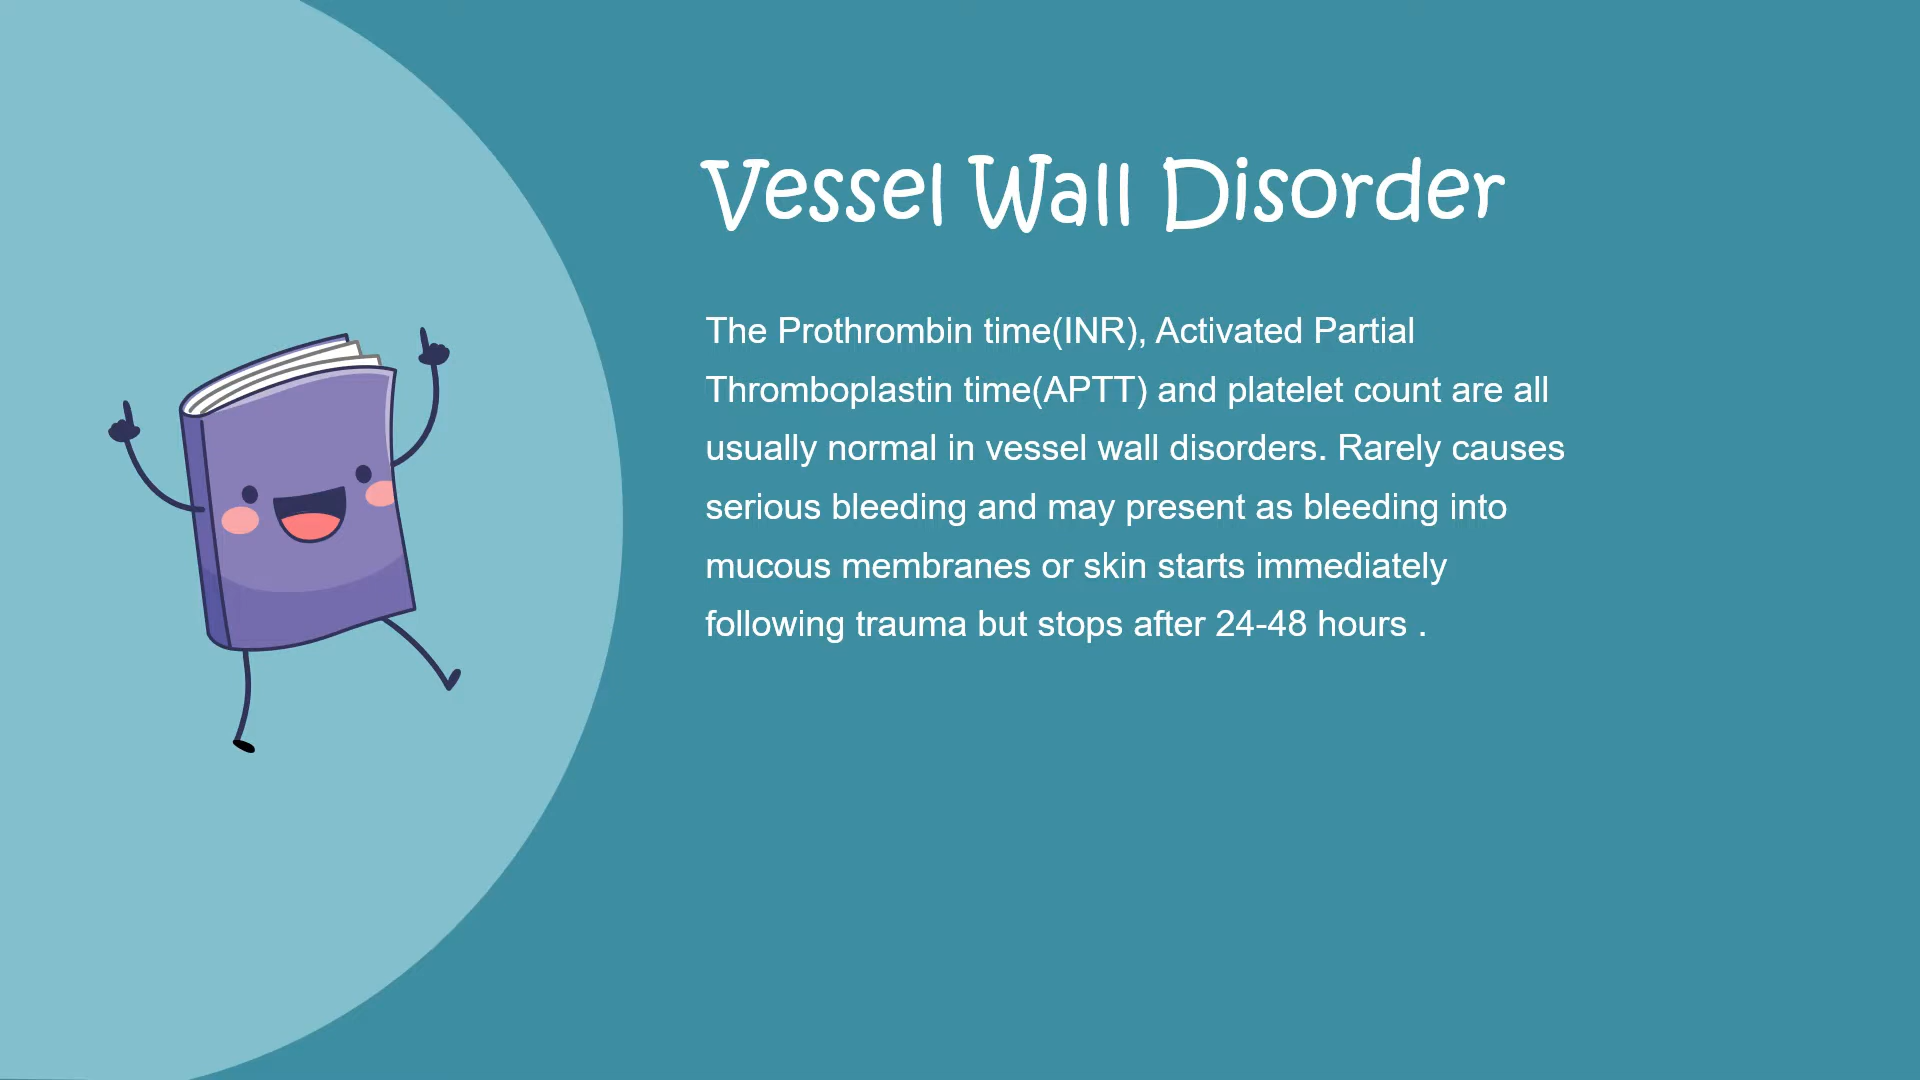 Vessel Wall Disorder
The Prothrombin time(INR), Activated Partial
Thromboplastin time(APTT) and platelet count are all
usually normal in vessel wall disorders. Rarely causes
serious bleeding and may present as bleeding into
mucous membranes or skin starts immediately
following trauma but stops after 24-48 hours .